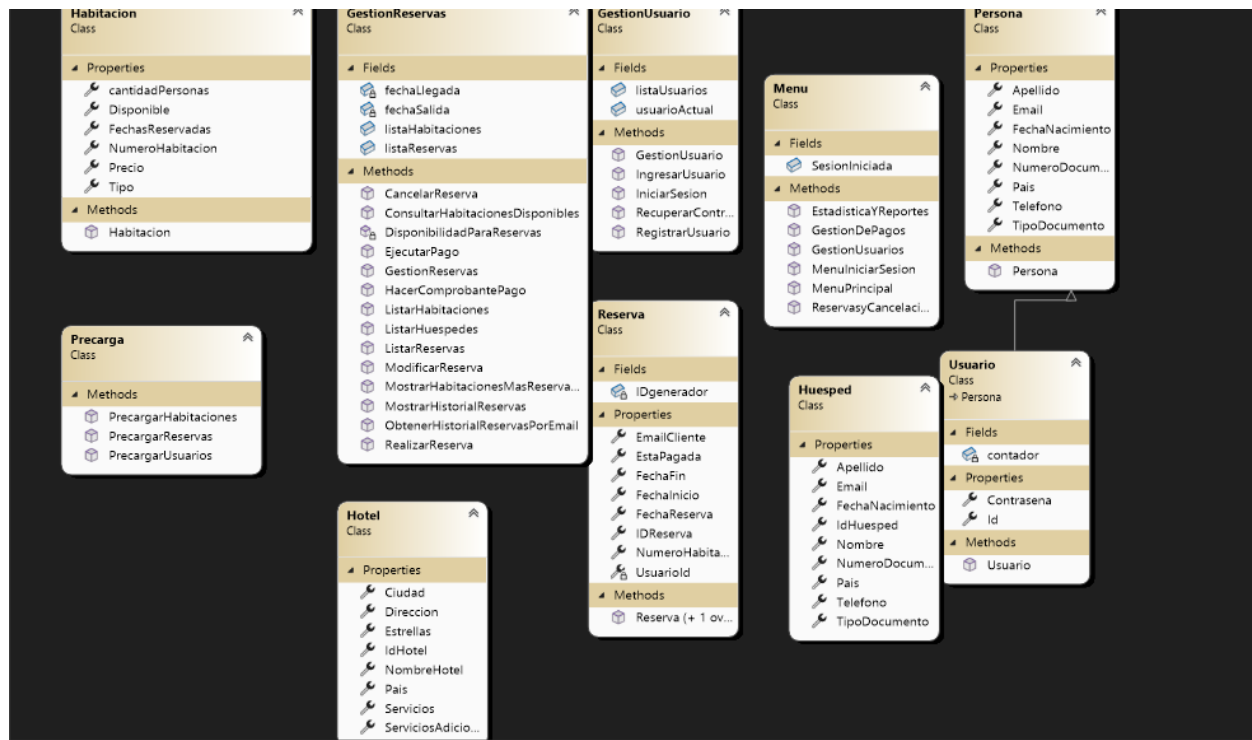 Habitacion
Class
Properties
cantidadPersonas
Disponible
FechasReservadas
NumeroHabitacion
Precio
Tipo
Methods
Habitacion
GestionReservas
Class
Fields
fechaLlegada
fechaSalida
listaHabitaciones
listaReservas
Methods
CancelarReserva
ConsultarHabitacionesDisponibles
DisponibilidadParaReservas
EjecutarPago
GestionReservas
HacerComprobantePago
ListarHabitaciones
ListarHuespedes
ListarReservas
ModificarReserva
MostrarHabitacionesMasReserva...
MostrarHistorialReservas
ObtenerHistorialReservasPorEmail
RealizarReserva
GestionUsuario
Class
Fields
listaUsuarios
usuarioActual
Methods
GestionUsuario
IngresarUsuario
IniciarSesion
RecuperarContr...
RegistrarUsuario
Menu
Class
Fields
SesionIniciada
Methods
EstadisticaYReportes
GestionDePagos
GestionUsuarios
MenuIniciarSesion
MenuPrincipal
ReservasyCancelaci...
Persona
Class
Properties
Apellido
Email
FechaNacimiento
Nombre
NumeroDocum...
Pais
Telefono
TipoDocumento
Methods
Persona
Precarga
Class
Methods
PrecargarHabitaciones
PrecargarReservas
PrecargarUsuarios
Reserva
Class
Fields
IDgenerador
Properties
EmailCliente
EstaPagada
FechaFin
FechaInicio
FechaReserva
IDReserva
NumeroHabita...
UsuarioId
Methods
Reserva (+ 1 ov...
Huesped
Class
Properties
Apellido
Email
FechaNacimiento
IdHuesped
Nombre
NumeroDocum...
Pais
Telefono
TipoDocumento
Usuario
Class
Persona
Fields
contador
Properties
Contrasena
Id
Methods
Usuario
Hotel
Class
Properties
Ciudad
Direccion
Estrellas
IdHotel
NombreHotel
Pais
Servicios
ServiciosAdicio...